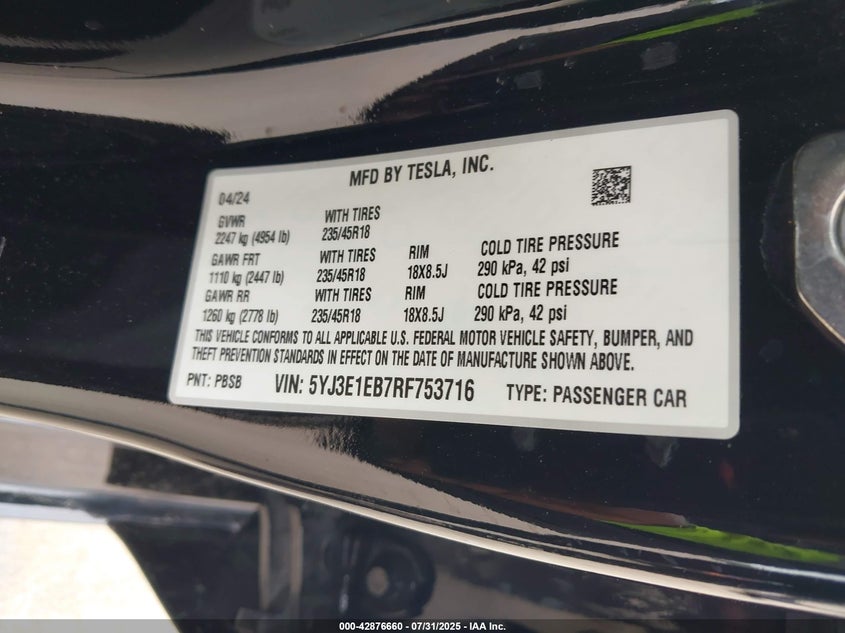 MFD BY TESLA, INC.
04/24
GVWR WITH TIRES
2247 kg (4954 lb) 235/45R18
GAWR FRT WITH TIRES RIM COLD TIRE PRESSURE
1110 kg (2447 lb) 235/45R18 18X8.5J 290 kPa, 42 psi
GAWR RR WITH TIRES RIM COLD TIRE PRESSURE
1260 kg (2778 lb) 235/45R18 18X8.5J 290 kPa, 42 psi
THIS VEHICLE CONFORMS TO ALL APPLICABLE U.S. FEDERAL MOTOR VEHICLE SAFETY, BUMPER, AND
THEFT PREVENTION STANDARDS IN EFFECT ON THE DATE OF MANUFACTURE SHOWN ABOVE.
PNT: PBSB VIN: 5YJ3E1EB7RF753716 TYPE: PASSENGER CAR
000-42876660 - 07/31/2025 - IAA Inc.